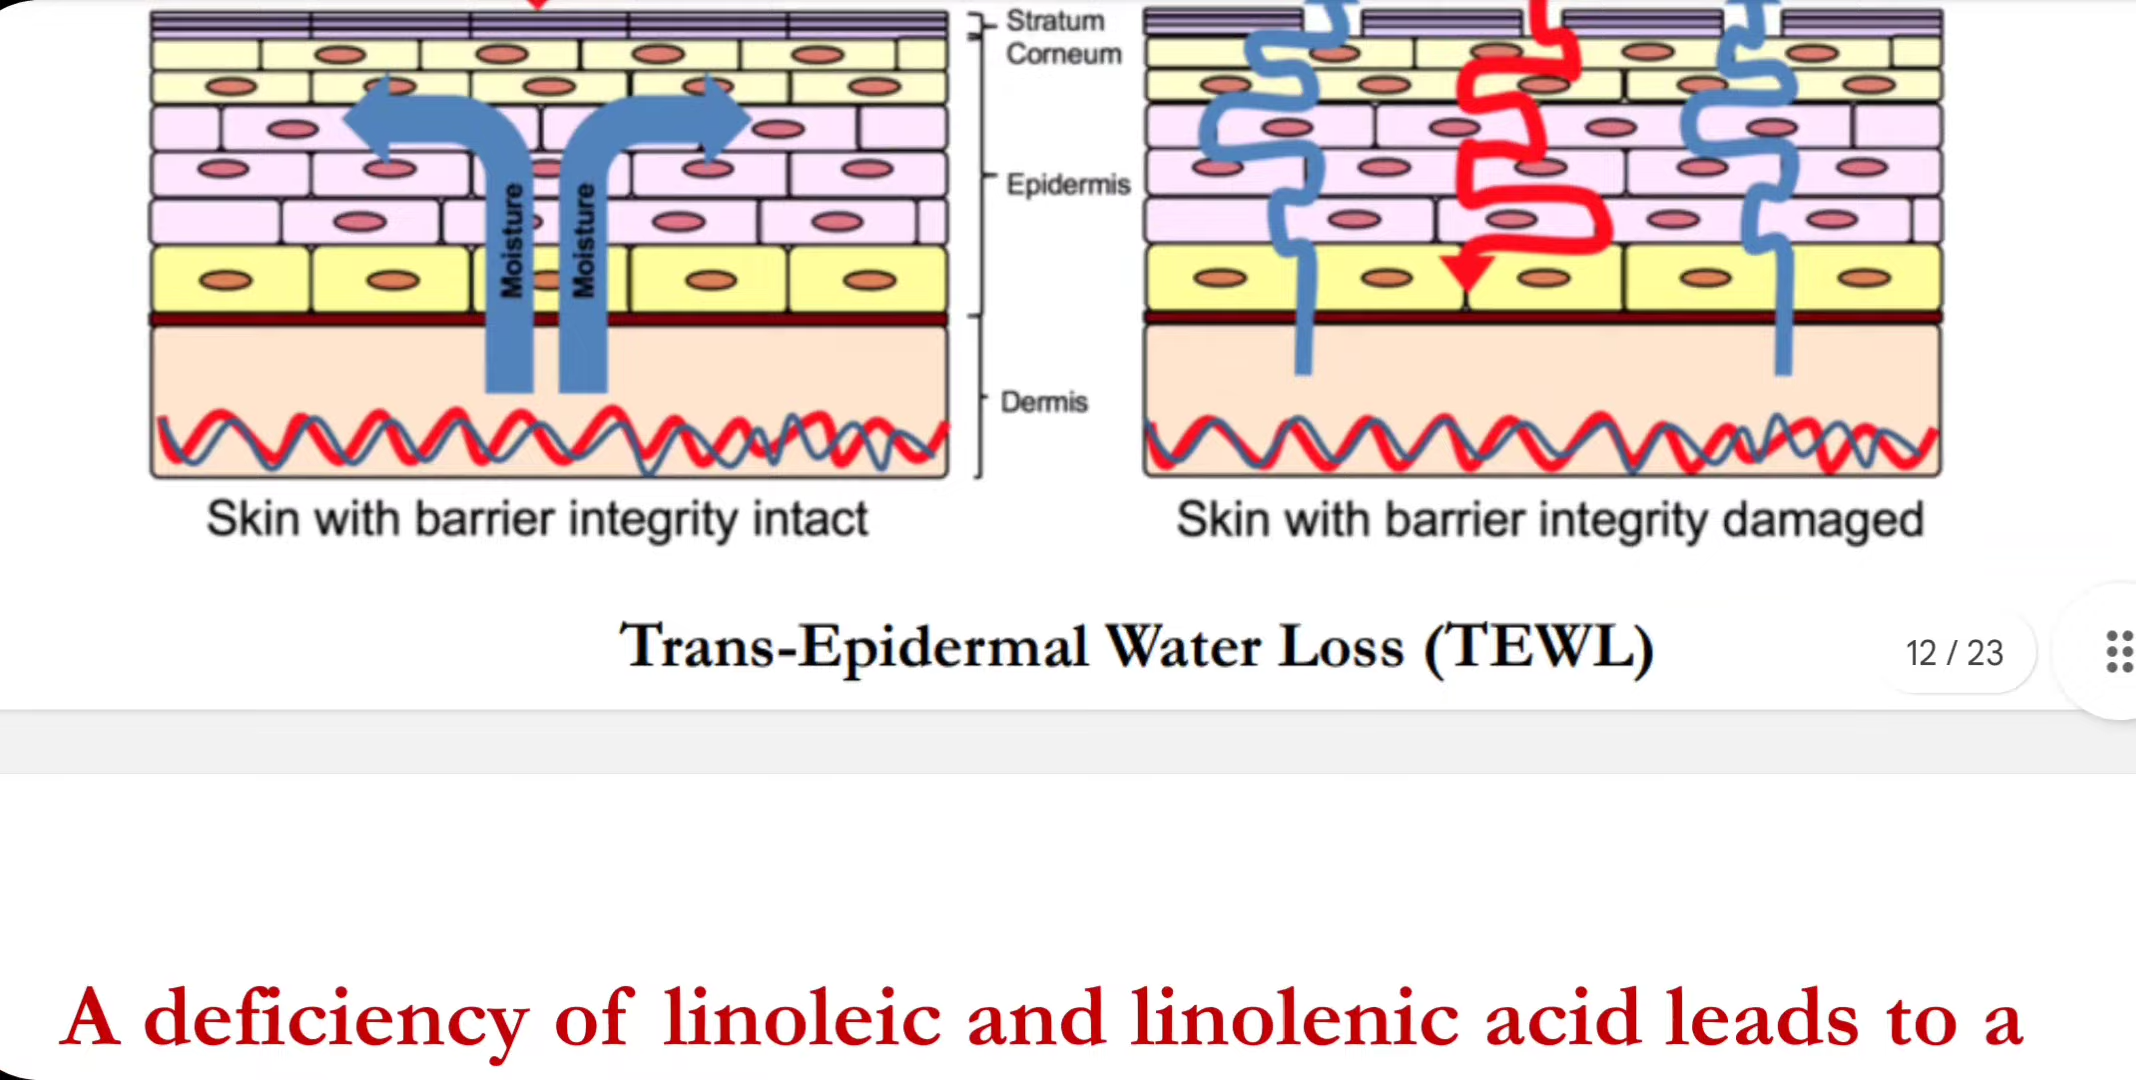 Stratum
Corneum
Epidermis
Moisture
Moisture
Dermis
Skin with barrier integrity intact
Skin with barrier integrity damaged
Trans-Epidermal Water Loss (TEWL)
12 / 23
A deficiency of linoleic and linolenic acid leads to a